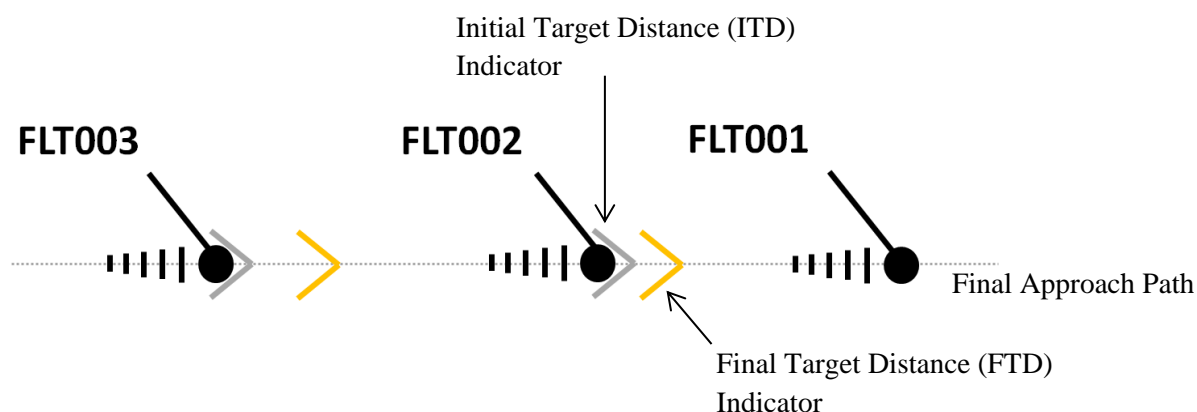 Initial Target Distance (ITD)
Indicator
FLT003
FLT002
FLT001
Final Approach Path
Final Target Distance (FTD)
Indicator